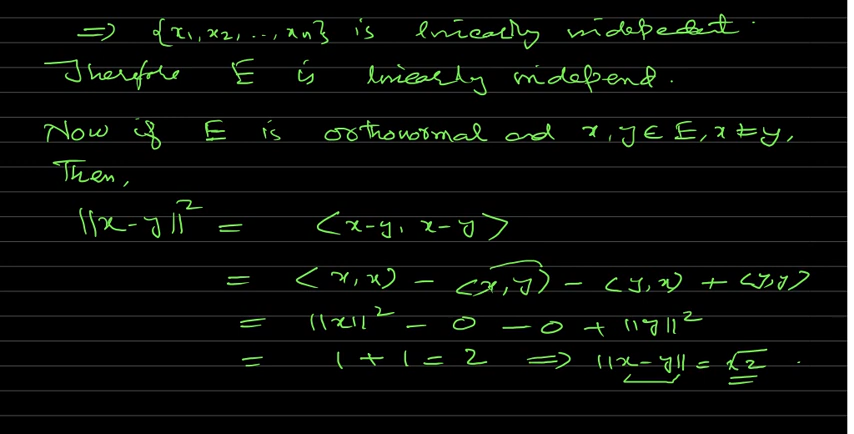 ⇒ {x₁, x₂, ..., xₙ} is linearly independent.
Therefore E is linearly independ.
Now if E is orthonormal and x, y ∈ E, x ≠ y,
Then,
||x-y||² = ⟨x-y, x-y⟩
= ⟨x, x⟩ - ⟨x, y⟩ - ⟨y, x⟩ + ⟨y, y⟩
= ||x||² - 0 - 0 + ||y||²
= 1 + 1 = 2 ⇒ ||x-y|| = √2.